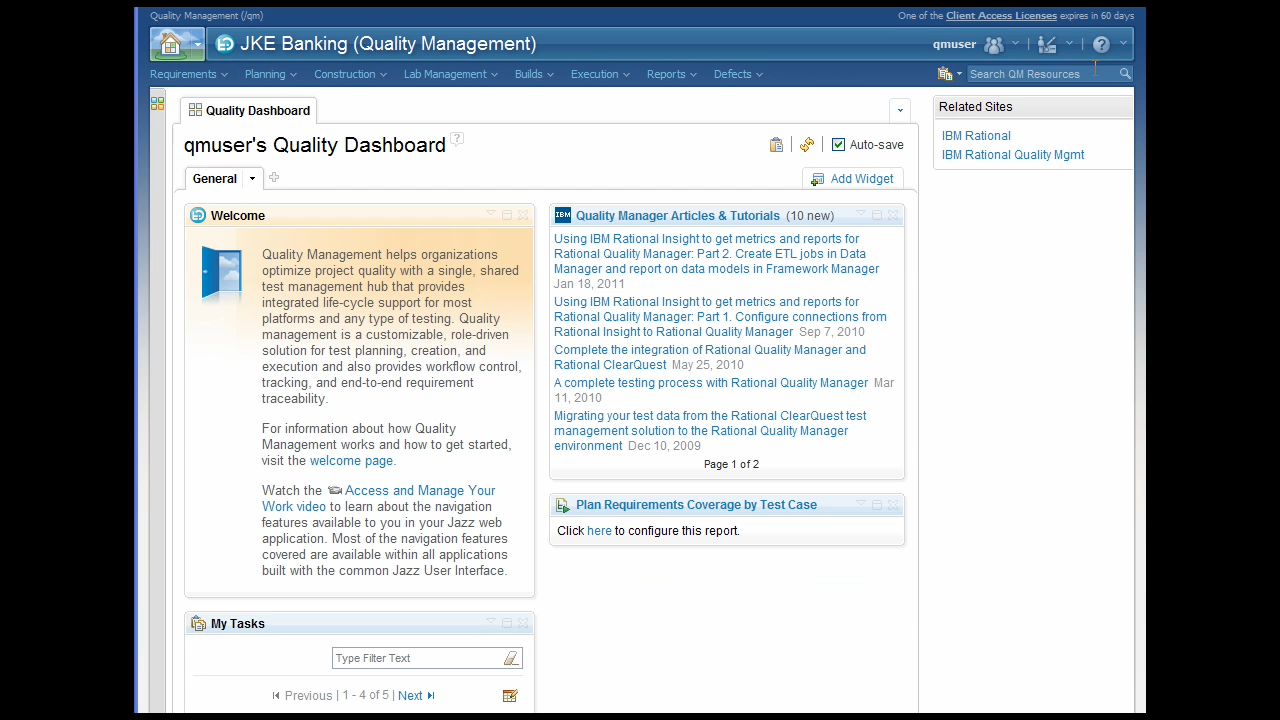 Quality Management (/qm)
One of the Client Access Licenses expires in 60 days
JKE Banking (Quality Management)
qmuser
Requirements Planning Construction Lab Management Builds Execution Reports Defects
Search QM Resources
Quality Dashboard
qmuser's Quality Dashboard
Auto-save
General
Add Widget
Welcome
Quality Management helps organizations
optimize project quality with a single, shared
test management hub that provides
integrated life-cycle support for most
platforms and any type of testing. Quality
management is a customizable, role-driven
solution for test planning, creation, and
execution and also provides workflow control,
tracking, and end-to-end requirement
traceability.
For information about how Quality
Management works and how to get started,
visit the welcome page.
Watch the Access and Manage Your
Work video to learn about the navigation
features available to you in your Jazz web
application. Most of the navigation features
covered are available within all applications
built with the common Jazz User Interface.
My Tasks
Type Filter Text
Previous | 1 - 4 of 5 | Next
IBM Quality Manager Articles & Tutorials (10 new)
Using IBM Rational Insight to get metrics and reports for
Rational Quality Manager: Part 2. Create ETL jobs in Data
Manager and report on data models in Framework Manager
Jan 18, 2011
Using IBM Rational Insight to get metrics and reports for
Rational Quality Manager: Part 1. Configure connections from
Rational Insight to Rational Quality Manager Sep 7, 2010
Complete the integration of Rational Quality Manager and
Rational ClearQuest May 25, 2010
A complete testing process with Rational Quality Manager Mar
11, 2010
Migrating your test data from the Rational ClearQuest test
management solution to the Rational Quality Manager
environment Dec 10, 2009
Page 1 of 2
Plan Requirements Coverage by Test Case
Click here to configure this report.
Related Sites
IBM Rational
IBM Rational Quality Mgmt